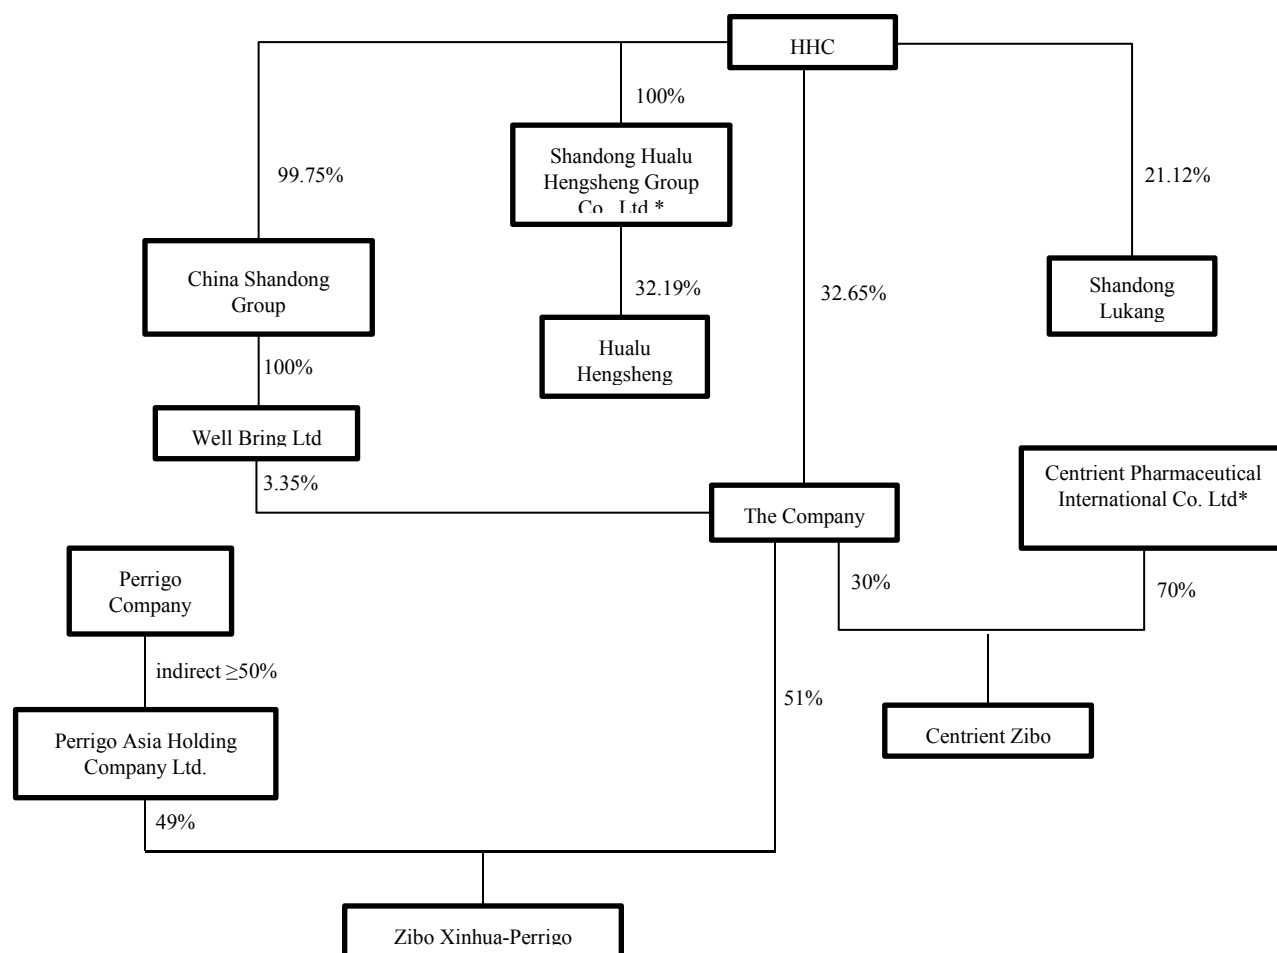 HHC
100%
Shandong Hualu
Hengsheng Group
Co., Ltd.*
99.75%
21.12%
China Shandong
Group
32.19%
32.65%
Shandong
Lukang
Hualu
Hengsheng
100%
Well Bring Ltd
3.35%
Centrient Pharmaceutical
International Co. Ltd*
The Company
Perrigo
Company
30%
70%
indirect ≥50%
51%
Perrigo Asia Holding
Company Ltd.
Centrient Zibo
49%
Zibo Xinhua-Perrigo